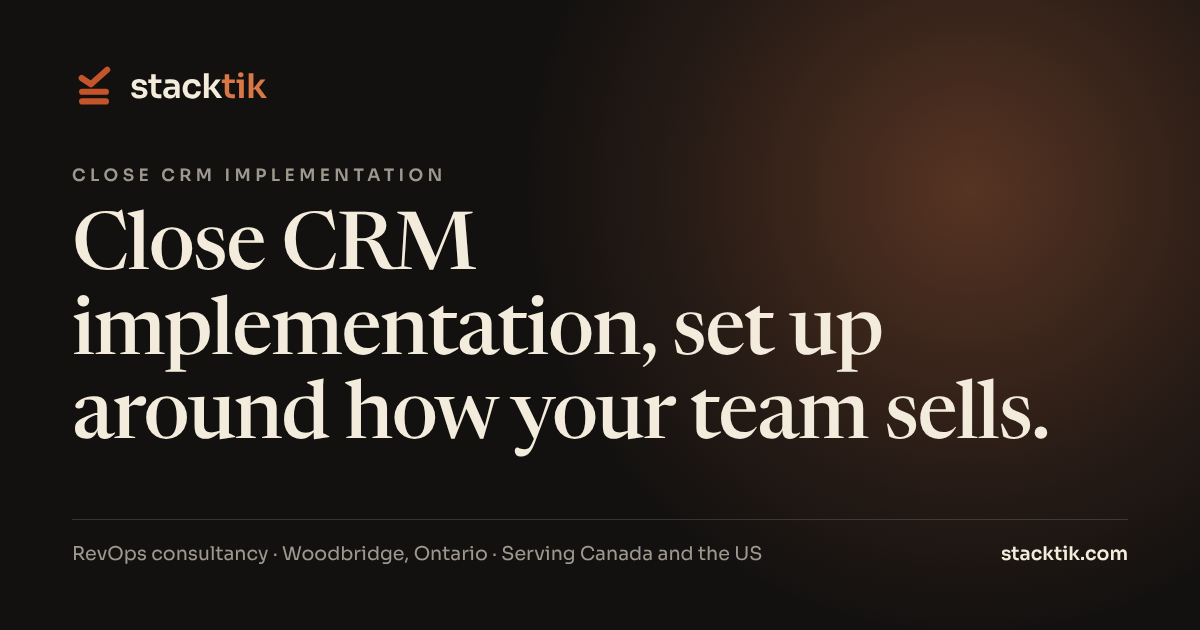 stacktik
CLOSE CRM IMPLEMENTATION
Close CRM
implementation, set up
around how your team sells.
RevOps consultancy · Woodbridge, Ontario · Serving Canada and the US
stacktik.com